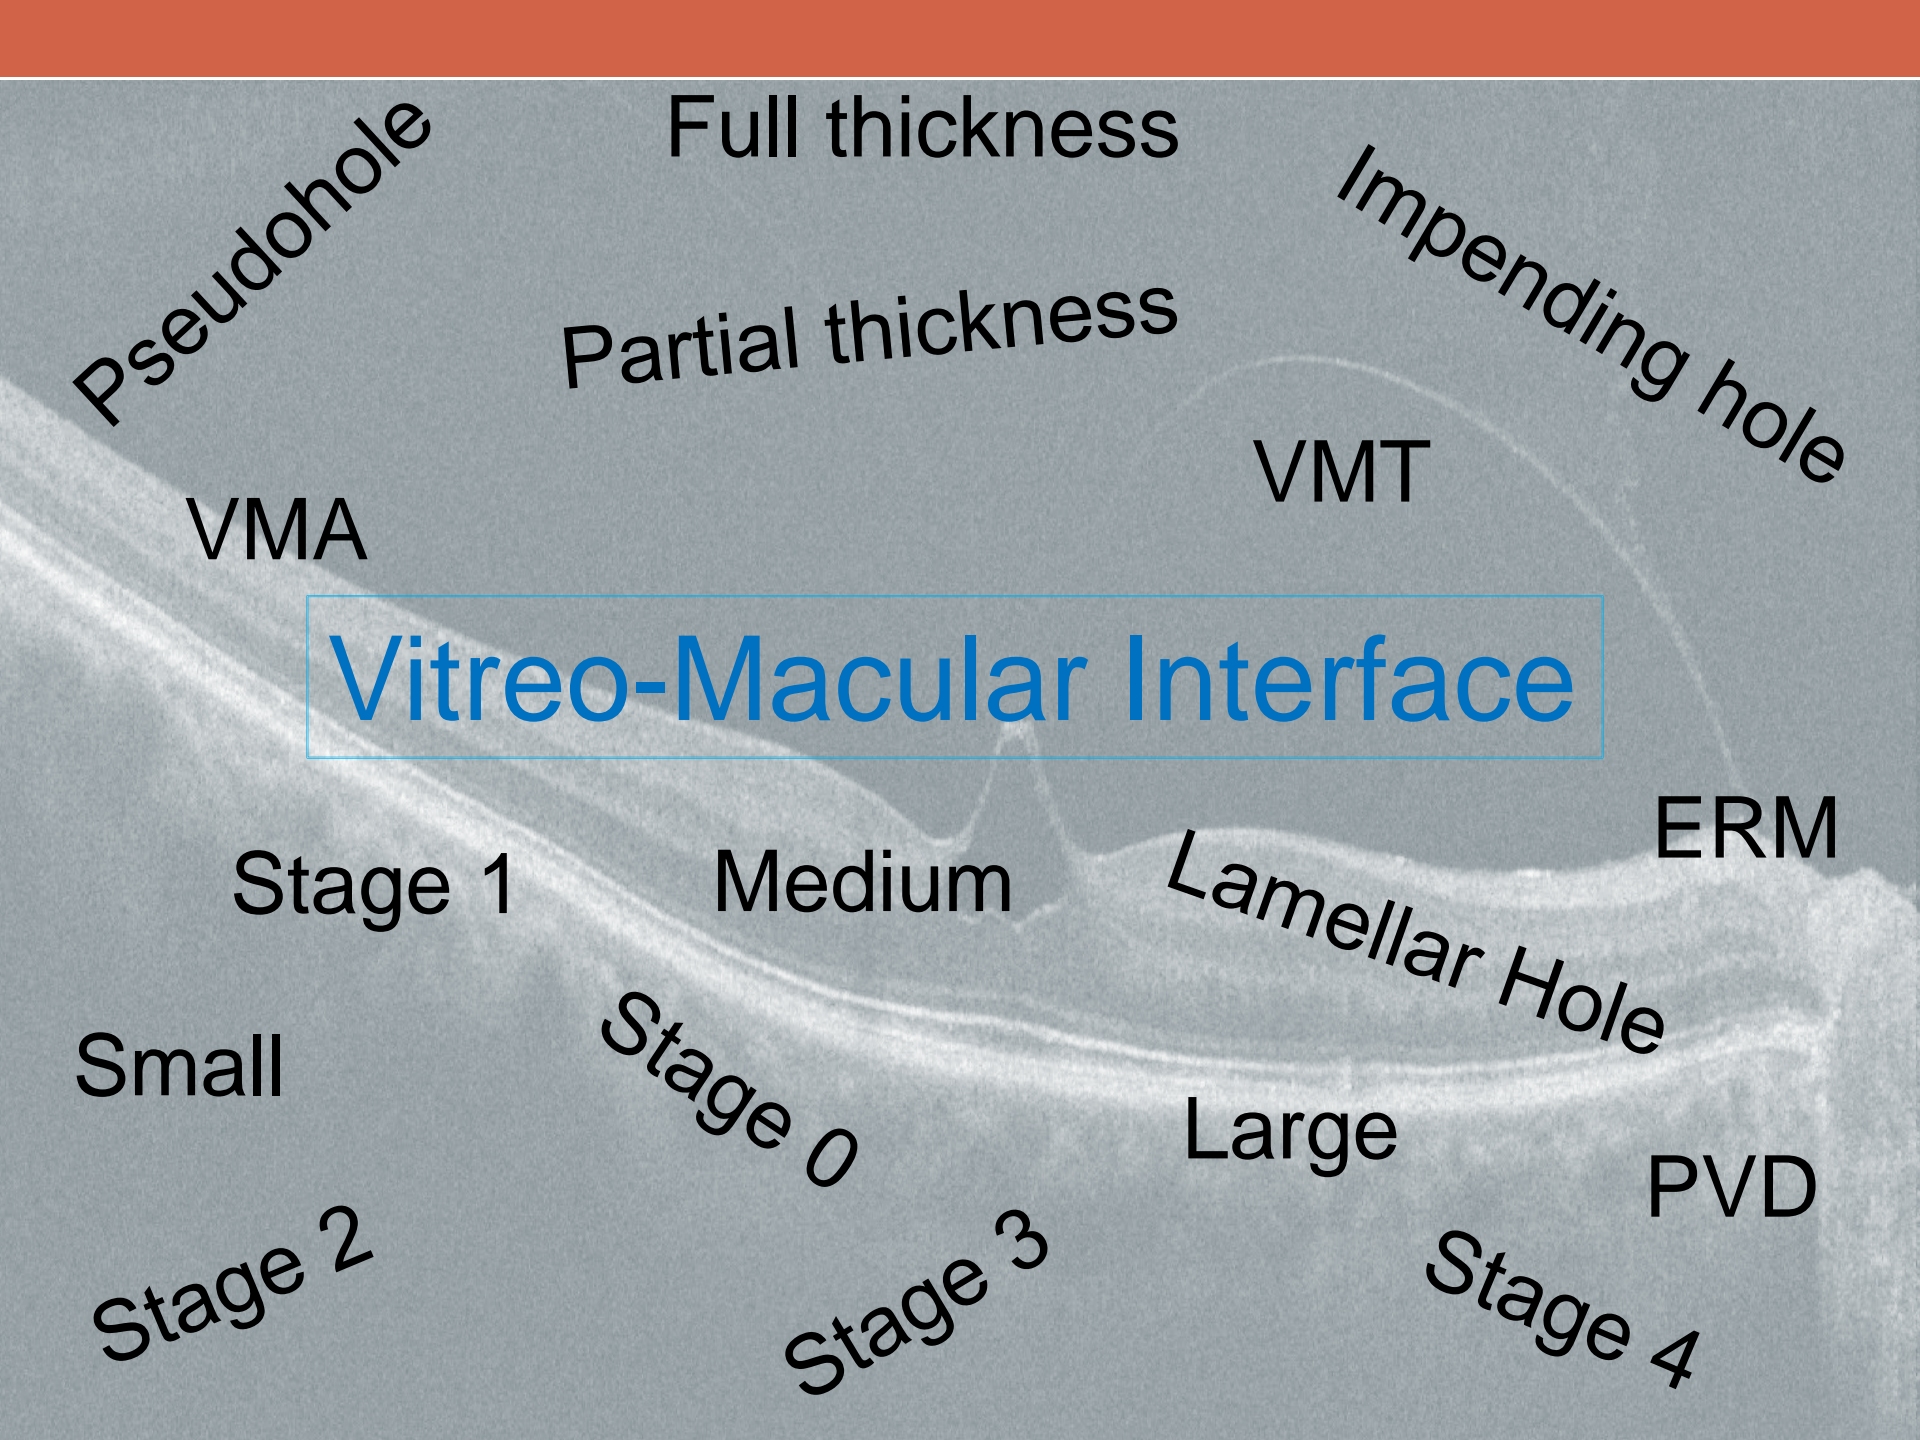 Full thickness
Pseudohole
Impending hole
Partial thickness
VMT
VMA
Vitreo-Macular Interface
ERM
Stage 1
Medium
Lamellar Hole
Small
Stage 0
Large
PVD
Stage 2
Stage 3
Stage 4